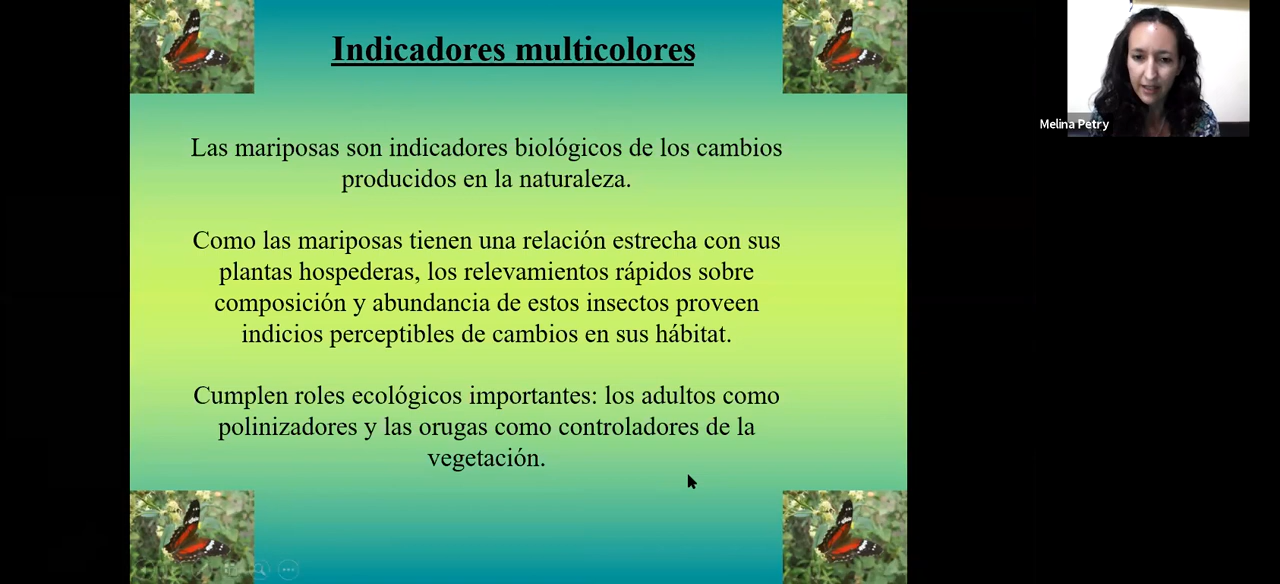 Indicadores multicolores
Las mariposas son indicadores biológicos de los cambios
producidos en la naturaleza.
Como las mariposas tienen una relación estrecha con sus
plantas hospederas, los relevamientos rápidos sobre
composición y abundancia de estos insectos proveen
indicios perceptibles de cambios en sus hábitat.
Cumplen roles ecológicos importantes: los adultos como
polinizadores y las orugas como controladores de la
vegetación.
Melina Petry